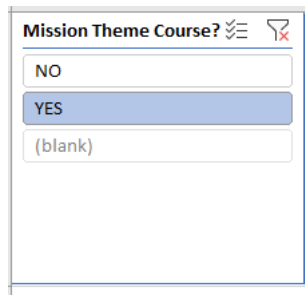 Mission Theme Course?
NO
YES
(blank)